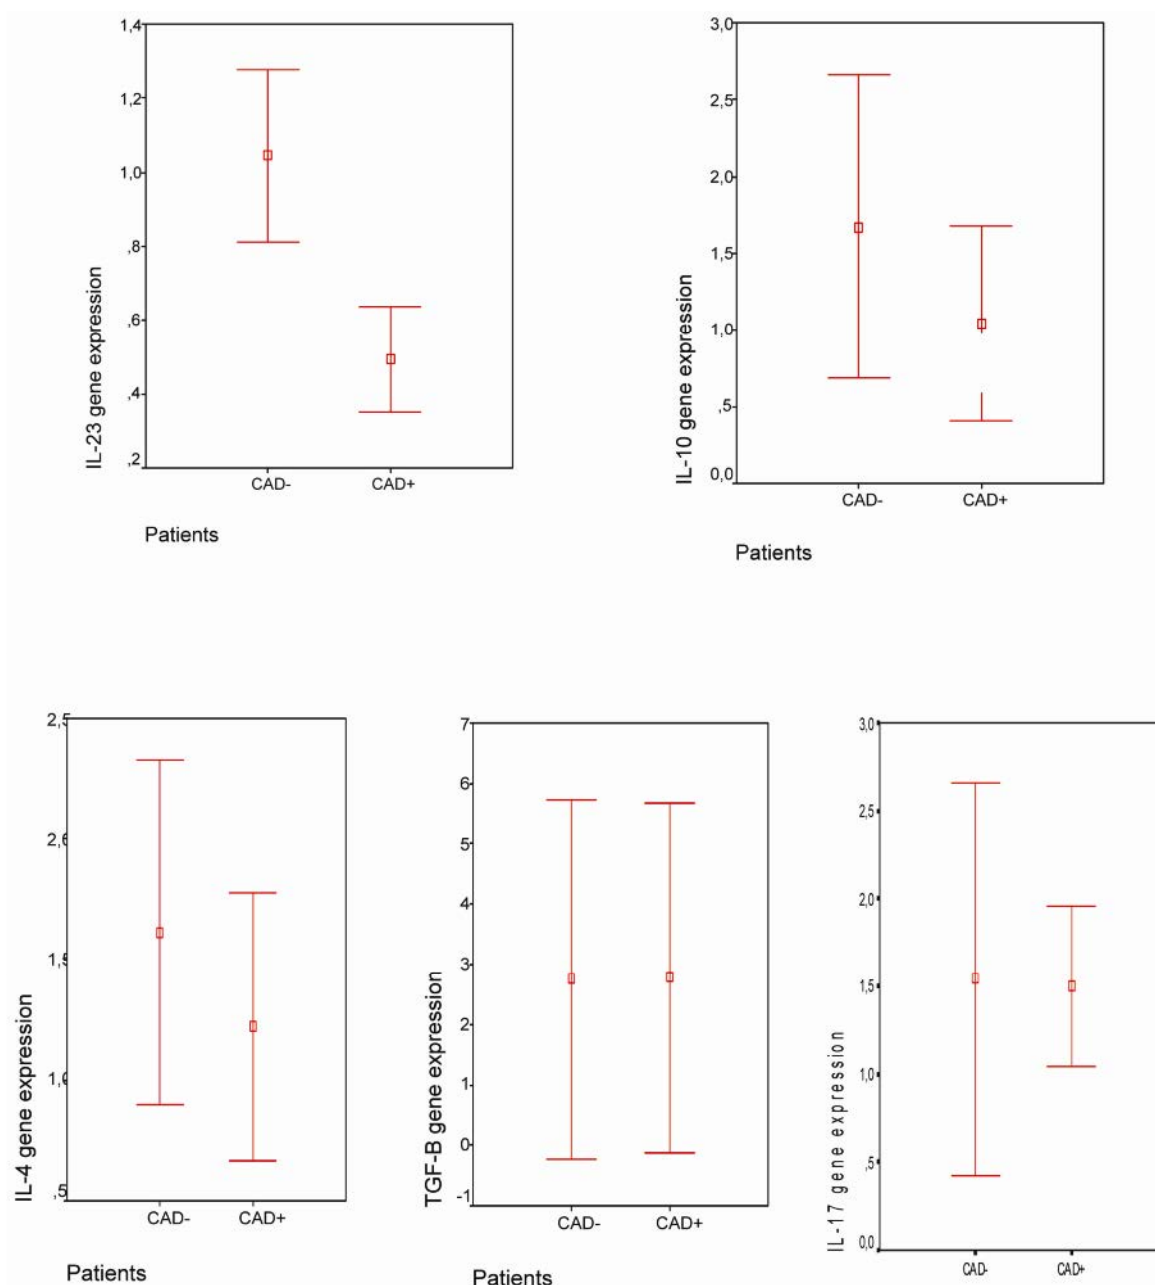 1,4
1,2
1,0
,8
,6
,4
,2
IL-23 gene expression
CAD-
CAD+
Patients
3,0
2,5
2,0
1,5
1,0
,5
0,0
IL-10 gene expression
CAD-
CAD+
Patients
2,5
2,0
1,5
1,0
,5
IL-4 gene expression
CAD-
CAD+
Patients
7
6
5
4
3
2
1
0
-1
TGF-B gene expression
CAD-
CAD+
Patients
3,0
2,5
2,0
1,5
1,0
,5
0,0
IL-17 gene expression
CAD-
CAD+